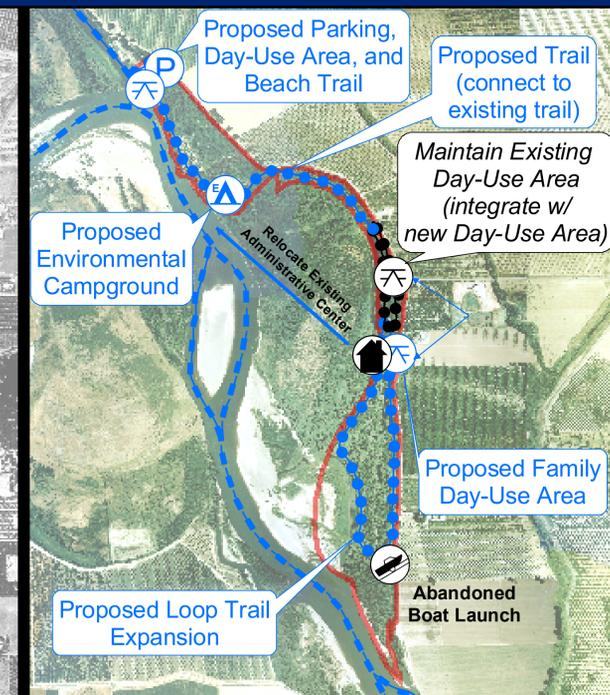 Proposed Parking,
Day-Use Area, and
Beach Trail
P
Proposed Trail
(connect to
existing trail)
Maintain Existing
Day-Use Area
(integrate w/
new Day-Use Area)
E
Proposed
Environmental
Campground
Relocate Existing
Administrative Center
Proposed Family
Day-Use Area
Abandoned
Boat Launch
Proposed Loop Trail
Expansion